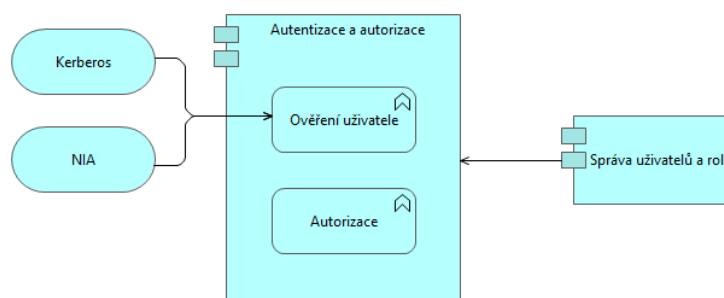 Autentizace a autorizace
Kerberos
Ověření uživatele
NIA
Správa uživatelů a rol
Autorizace